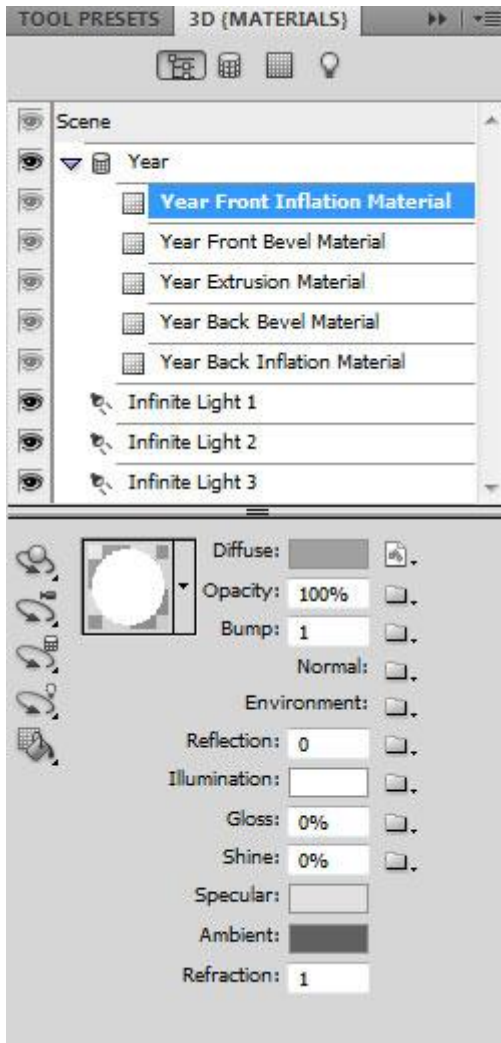 TOOL PRESETS 3D {MATERIALS}
Scene
Year
Year Front Inflation Material
Year Front Bevel Material
Year Extrusion Material
Year Back Bevel Material
Year Back Inflation Material
Infinite Light 1
Infinite Light 2
Infinite Light 3
Diffuse:
Opacity: 100%
Bump: 1
Normal:
Environment:
Reflection: 0
Illumination:
Gloss: 0%
Shine: 0%
Specular:
Ambient:
Refraction: 1